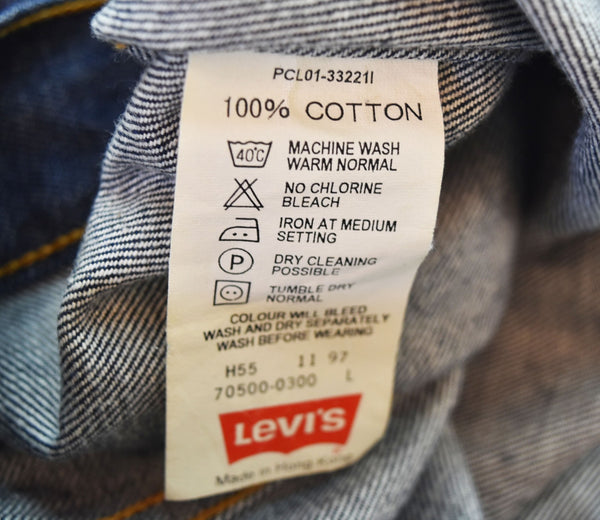 PCL01-33221I
100% COTTON
40°C
MACHINE WASH
WARM NORMAL
NO CHLORINE
BLEACH
IRON AT MEDIUM
SETTING
P
DRY CLEANING
POSSIBLE
TUMBLE DRY
NORMAL
COLOUR WILL BLEED
WASH AND DRY SEPARATELY
WASH BEFORE WEARING
H55 11 97
70500-0300 L
LEVI'S
Made in Hong Kong